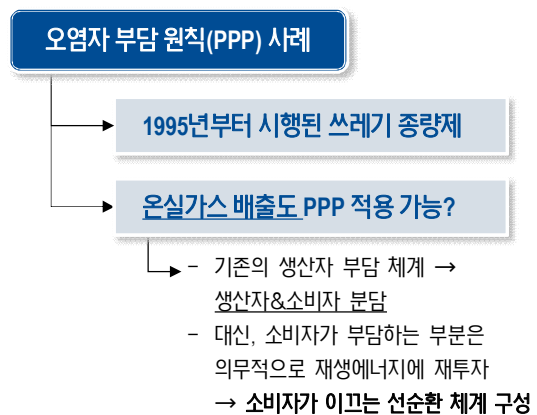 오염자 부담 원칙(PPP) 사례
1995년부터 시행된 쓰레기 종량제
온실가스 배출도 PPP 적용 가능?
- 기존의 생산자 부담 체계 →
생산자&소비자 분담
- 대신, 소비자가 부담하는 부분은
의무적으로 재생에너지에 재투자
→ 소비자가 이끄는 선순환 체계 구성